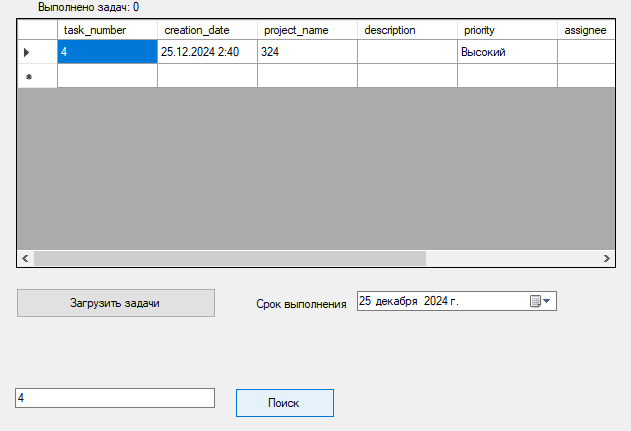 Выполнено задач: 0
task_number creation_date project_name description priority assignee
4 25.12.2024 2:40 324 Высокий
Загрузить задачи
Срок выполнения 25 декабря 2024 г.
4 Поиск